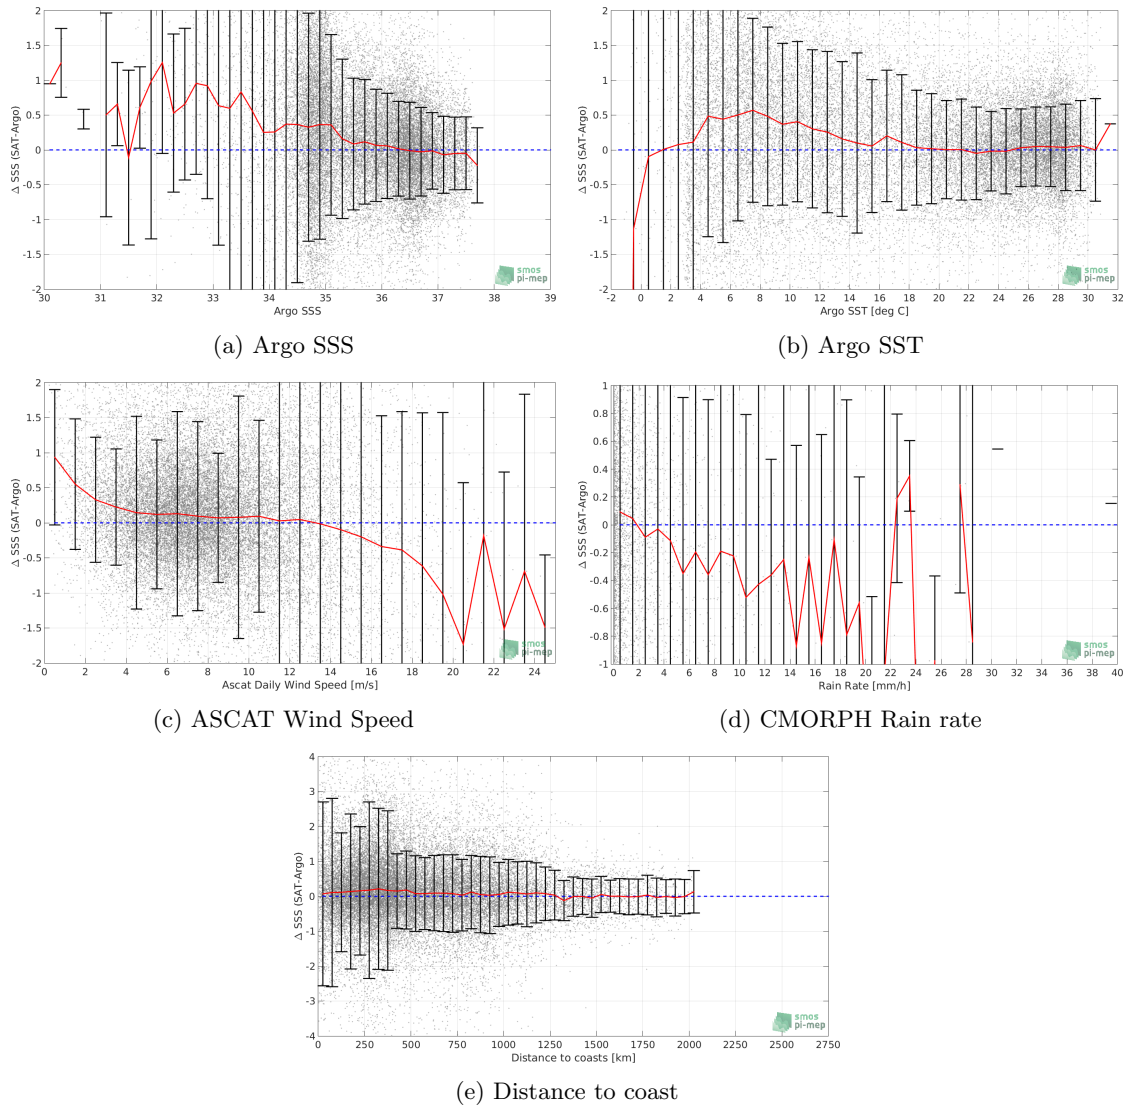 2
1.5
1
0.5
0
-0.5
-1
-1.5
-2
Δ SSS (SAT-Argo)
30 31 32 33 34 35 36 37 38 39
Argo SSS
smos
pi-mep
(a) Argo SSS
2
1.5
1
0.5
0
-0.5
-1
-1.5
-2
Δ SSS (SAT-Argo)
-2 0 2 4 6 8 10 12 14 16 18 20 22 24 26 28 30 32
Argo SST [deg C]
smos
pi-mep
(b) Argo SST
2
1.5
1
0.5
0
-0.5
-1
-1.5
-2
Δ SSS (SAT-Argo)
0 2 4 6 8 10 12 14 16 18 20 22 24
Ascat Daily Wind Speed [m/s]
smos
pi-mep
(c) ASCAT Wind Speed
1
0.8
0.6
0.4
0.2
0
-0.2
-0.4
-0.6
-0.8
-1
Δ SSS (SAT-Argo)
0 2 4 6 8 10 12 14 16 18 20 22 24 26 28 30 32 34 36 38 40
Rain Rate [mm/h]
smos
pi-mep
(d) CMORPH Rain rate
4
3
2
1
0
-1
-2
-3
-4
Δ SSS (SAT-Argo)
0 250 500 750 1000 1250 1500 1750 2000 2250 2500 2750
Distance to coasts [km]
smos
pi-mep
(e) Distance to coast